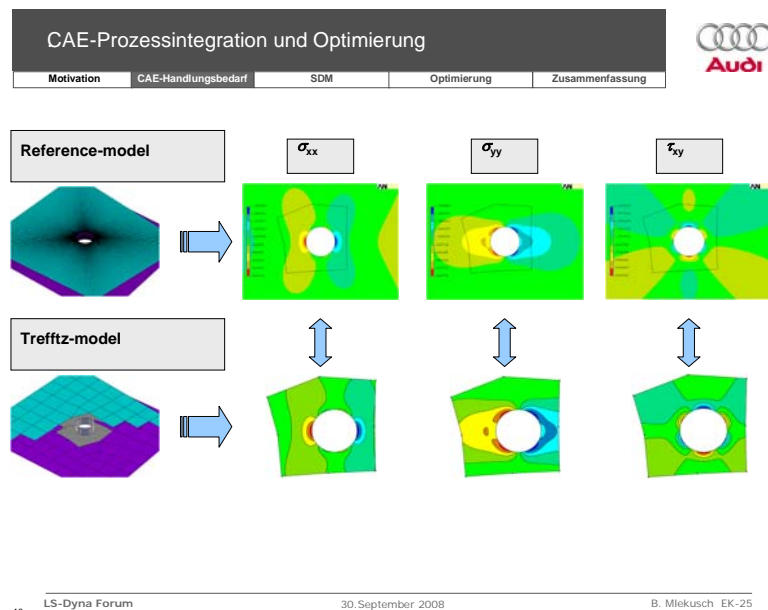 CAE-Prozessintegration und Optimierung
Audi
Motivation CAE-Handlungsbedarf SDM Optimierung Zusammenfassung
Reference-model
σxx σyy τxy
Trefftz-model
LS-Dyna Forum 30.September 2008 B. Mlekusch EK-25